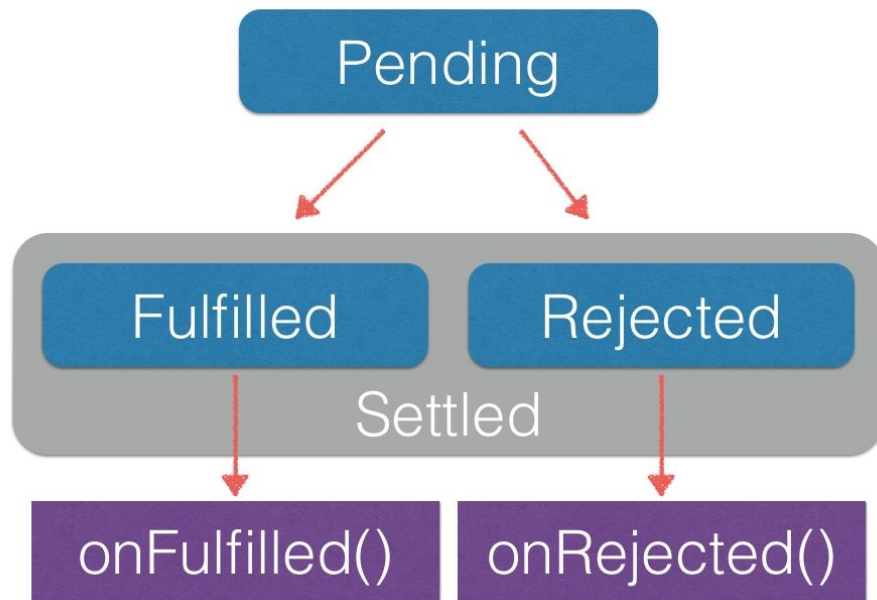 Pending
Fulfilled
Rejected
Settled
onFulfilled()
onRejected()